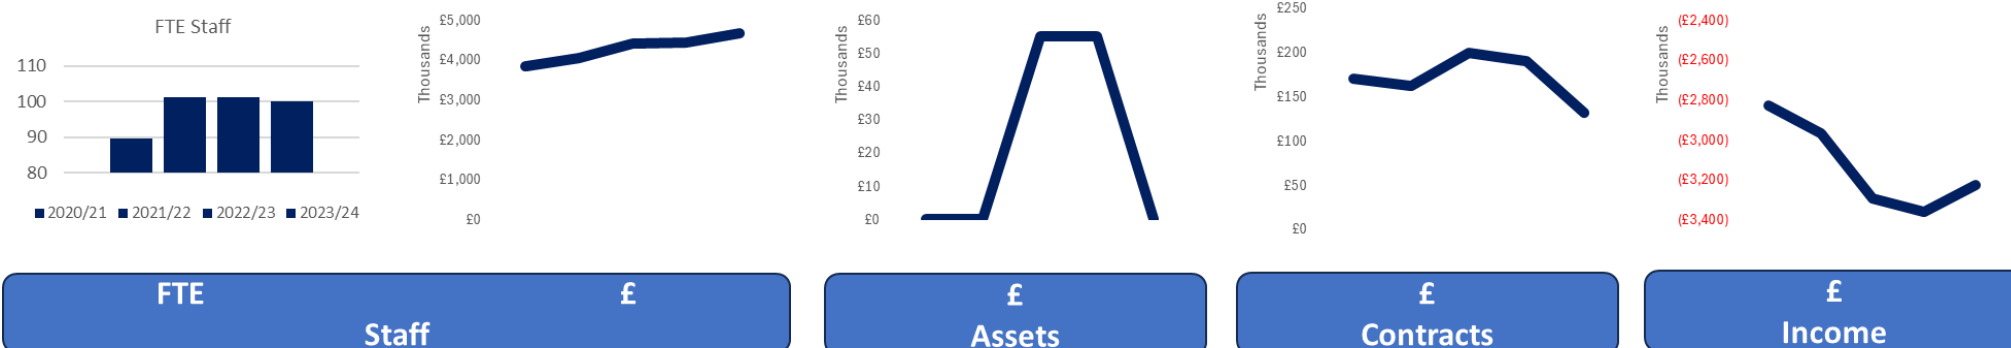 FTE Staff
110
100
90
80
■ 2020/21 ■ 2021/22 ■ 2022/23 ■ 2023/24
Thousands
£5,000
£4,000
£3,000
£2,000
£1,000
£0
Thousands
£60
£50
£40
£30
£20
£10
£0
Thousands
£250
£200
£150
£100
£50
£0
Thousands
(£2,400)
(£2,600)
(£2,800)
(£3,000)
(£3,200)
(£3,400)
FTE £
Staff
£
Assets
£
Contracts
£
Income